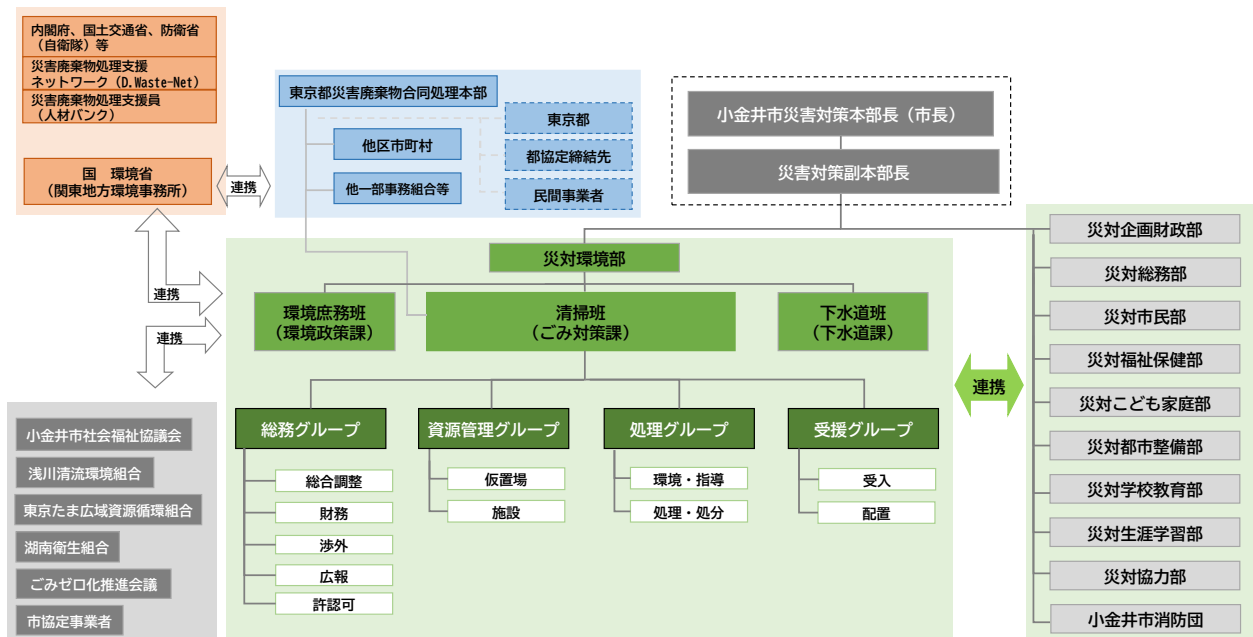 内閣府、国土交通省、防衛省
（自衛隊）等
災害廃棄物処理支援
ネットワーク（D.Waste-Net）
災害廃棄物処理支援員
（人材バンク）
国　環境省
（関東地方環境事務所）
連携
東京都災害廃棄物合同処理本部
他区市町村
他一部事務組合等
東京都
都協定締結先
民間事業者
小金井市災害対策本部長（市長）
災害対策副本部長
連携
連携
小金井市社会福祉協議会
浅川清流環境組合
東京たま広域資源循環組合
湖南衛生組合
ごみゼロ化推進会議
市協定事業者
災対環境部
環境庶務班
（環境政策課）
清掃班
（ごみ対策課）
下水道班
（下水道課）
総務グループ
総合調整
財務
渉外
広報
許認可
資源管理グループ
仮置場
施設
処理グループ
環境・指導
処理・処分
受援グループ
受入
配置
連携
災対企画財政部
災対総務部
災対市民部
災対福祉保健部
災対こども家庭部
災対都市整備部
災対学校教育部
災対生涯学習部
災対協力部
小金井市消防団